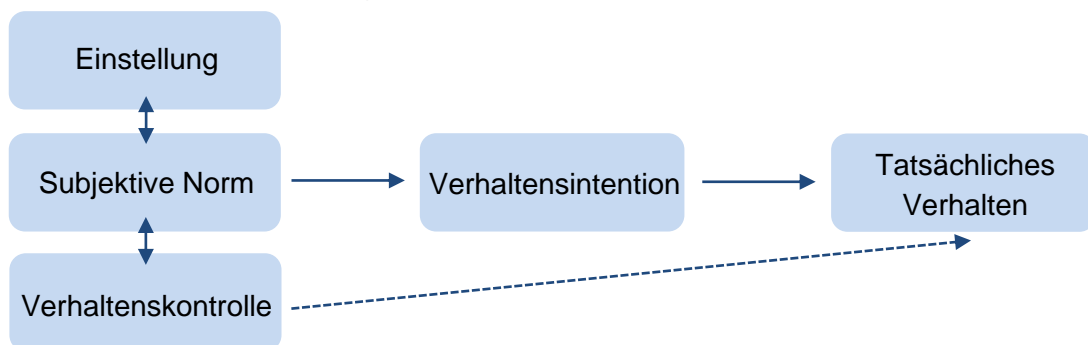 Einstellung
Subjektive Norm
Verhaltensintention
Tatsächliches
Verhalten
Verhaltenskontrolle